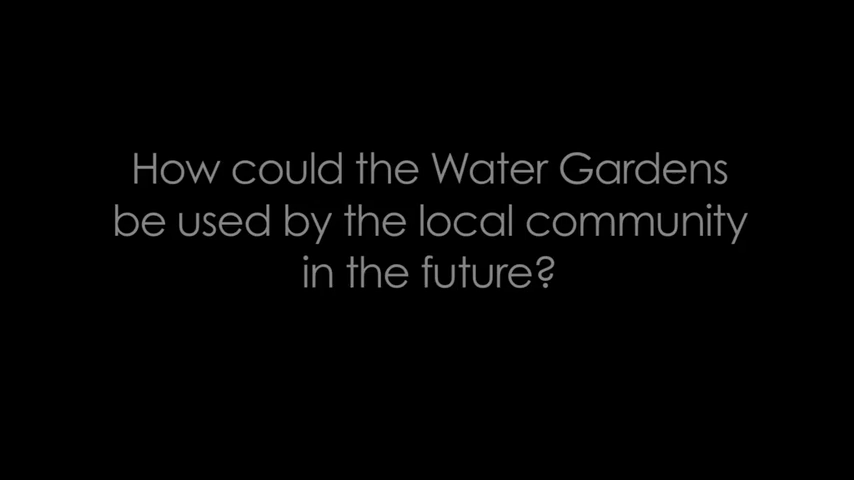 How could the Water Gardens
be used by the local community
in the future?